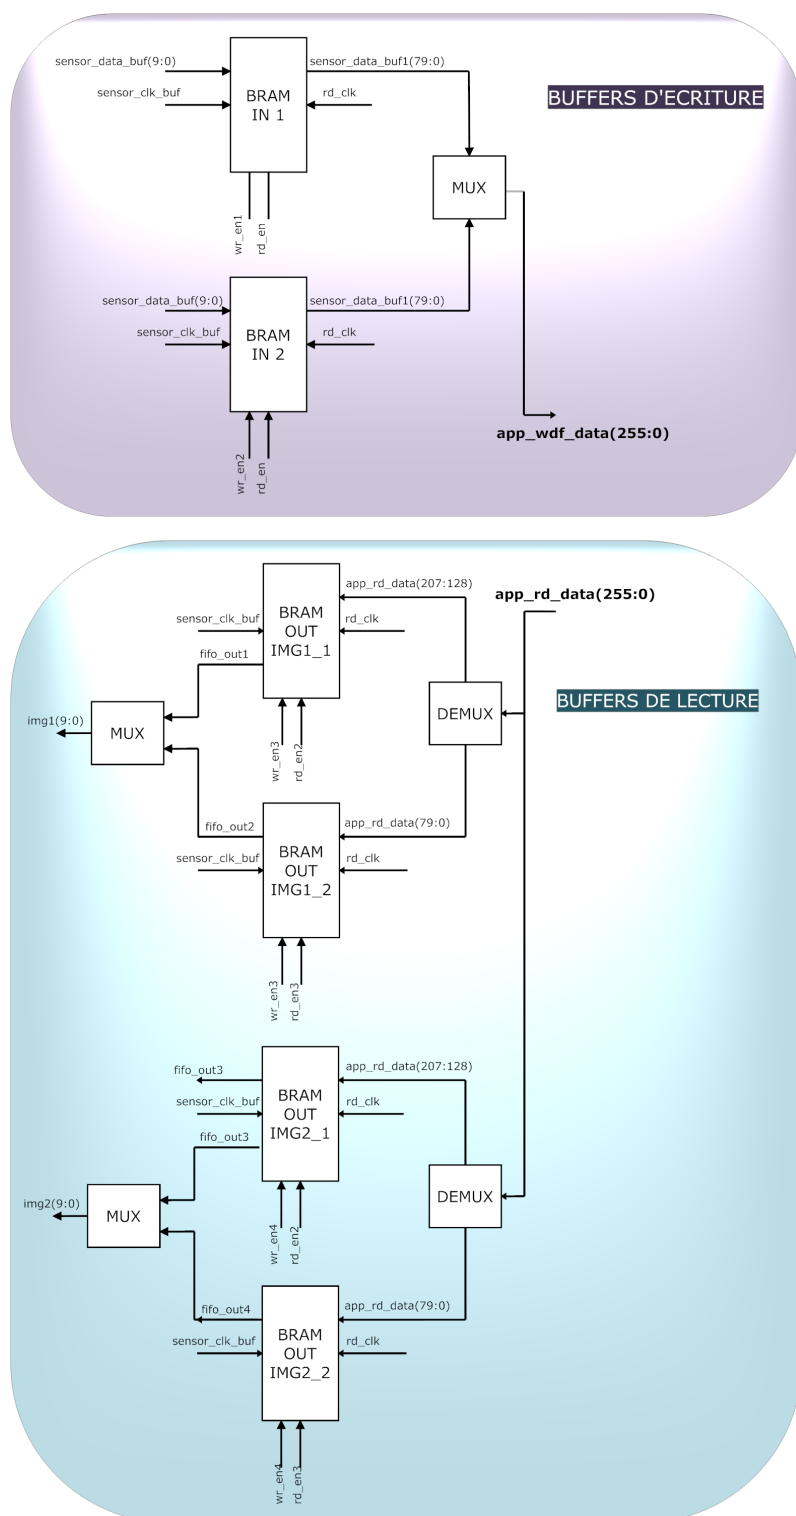 sensor_data_buf(9:0)
sensor_data_buf1(79:0)
sensor_clk_buf
rd_clk
BRAM
IN 1
BUFFERS D'ECRITURE
MUX
wr_en1
rd_en
sensor_data_buf(9:0)
sensor_data_buf1(79:0)
sensor_clk_buf
rd_clk
BRAM
IN 2
app_wdf_data(255:0)
wr_en2
rd_en
app_rd_data(207:128)
app_rd_data(255:0)
BRAM
OUT
IMG1_1
sensor_clk_buf
rd_clk
fifo_out1
BUFFERS DE LECTURE
DEMUX
img1(9:0)
MUX
wr_en3
rd_en2
fifo_out2
app_rd_data(79:0)
BRAM
OUT
IMG1_2
sensor_clk_buf
rd_clk
wr_en3
rd_en3
fifo_out3
app_rd_data(207:128)
BRAM
OUT
IMG2_1
sensor_clk_buf
rd_clk
fifo_out3
DEMUX
img2(9:0)
MUX
wr_en4
rd_en2
fifo_out4
app_rd_data(79:0)
BRAM
OUT
IMG2_2
sensor_clk_buf
rd_clk
wr_en4
rd_en3